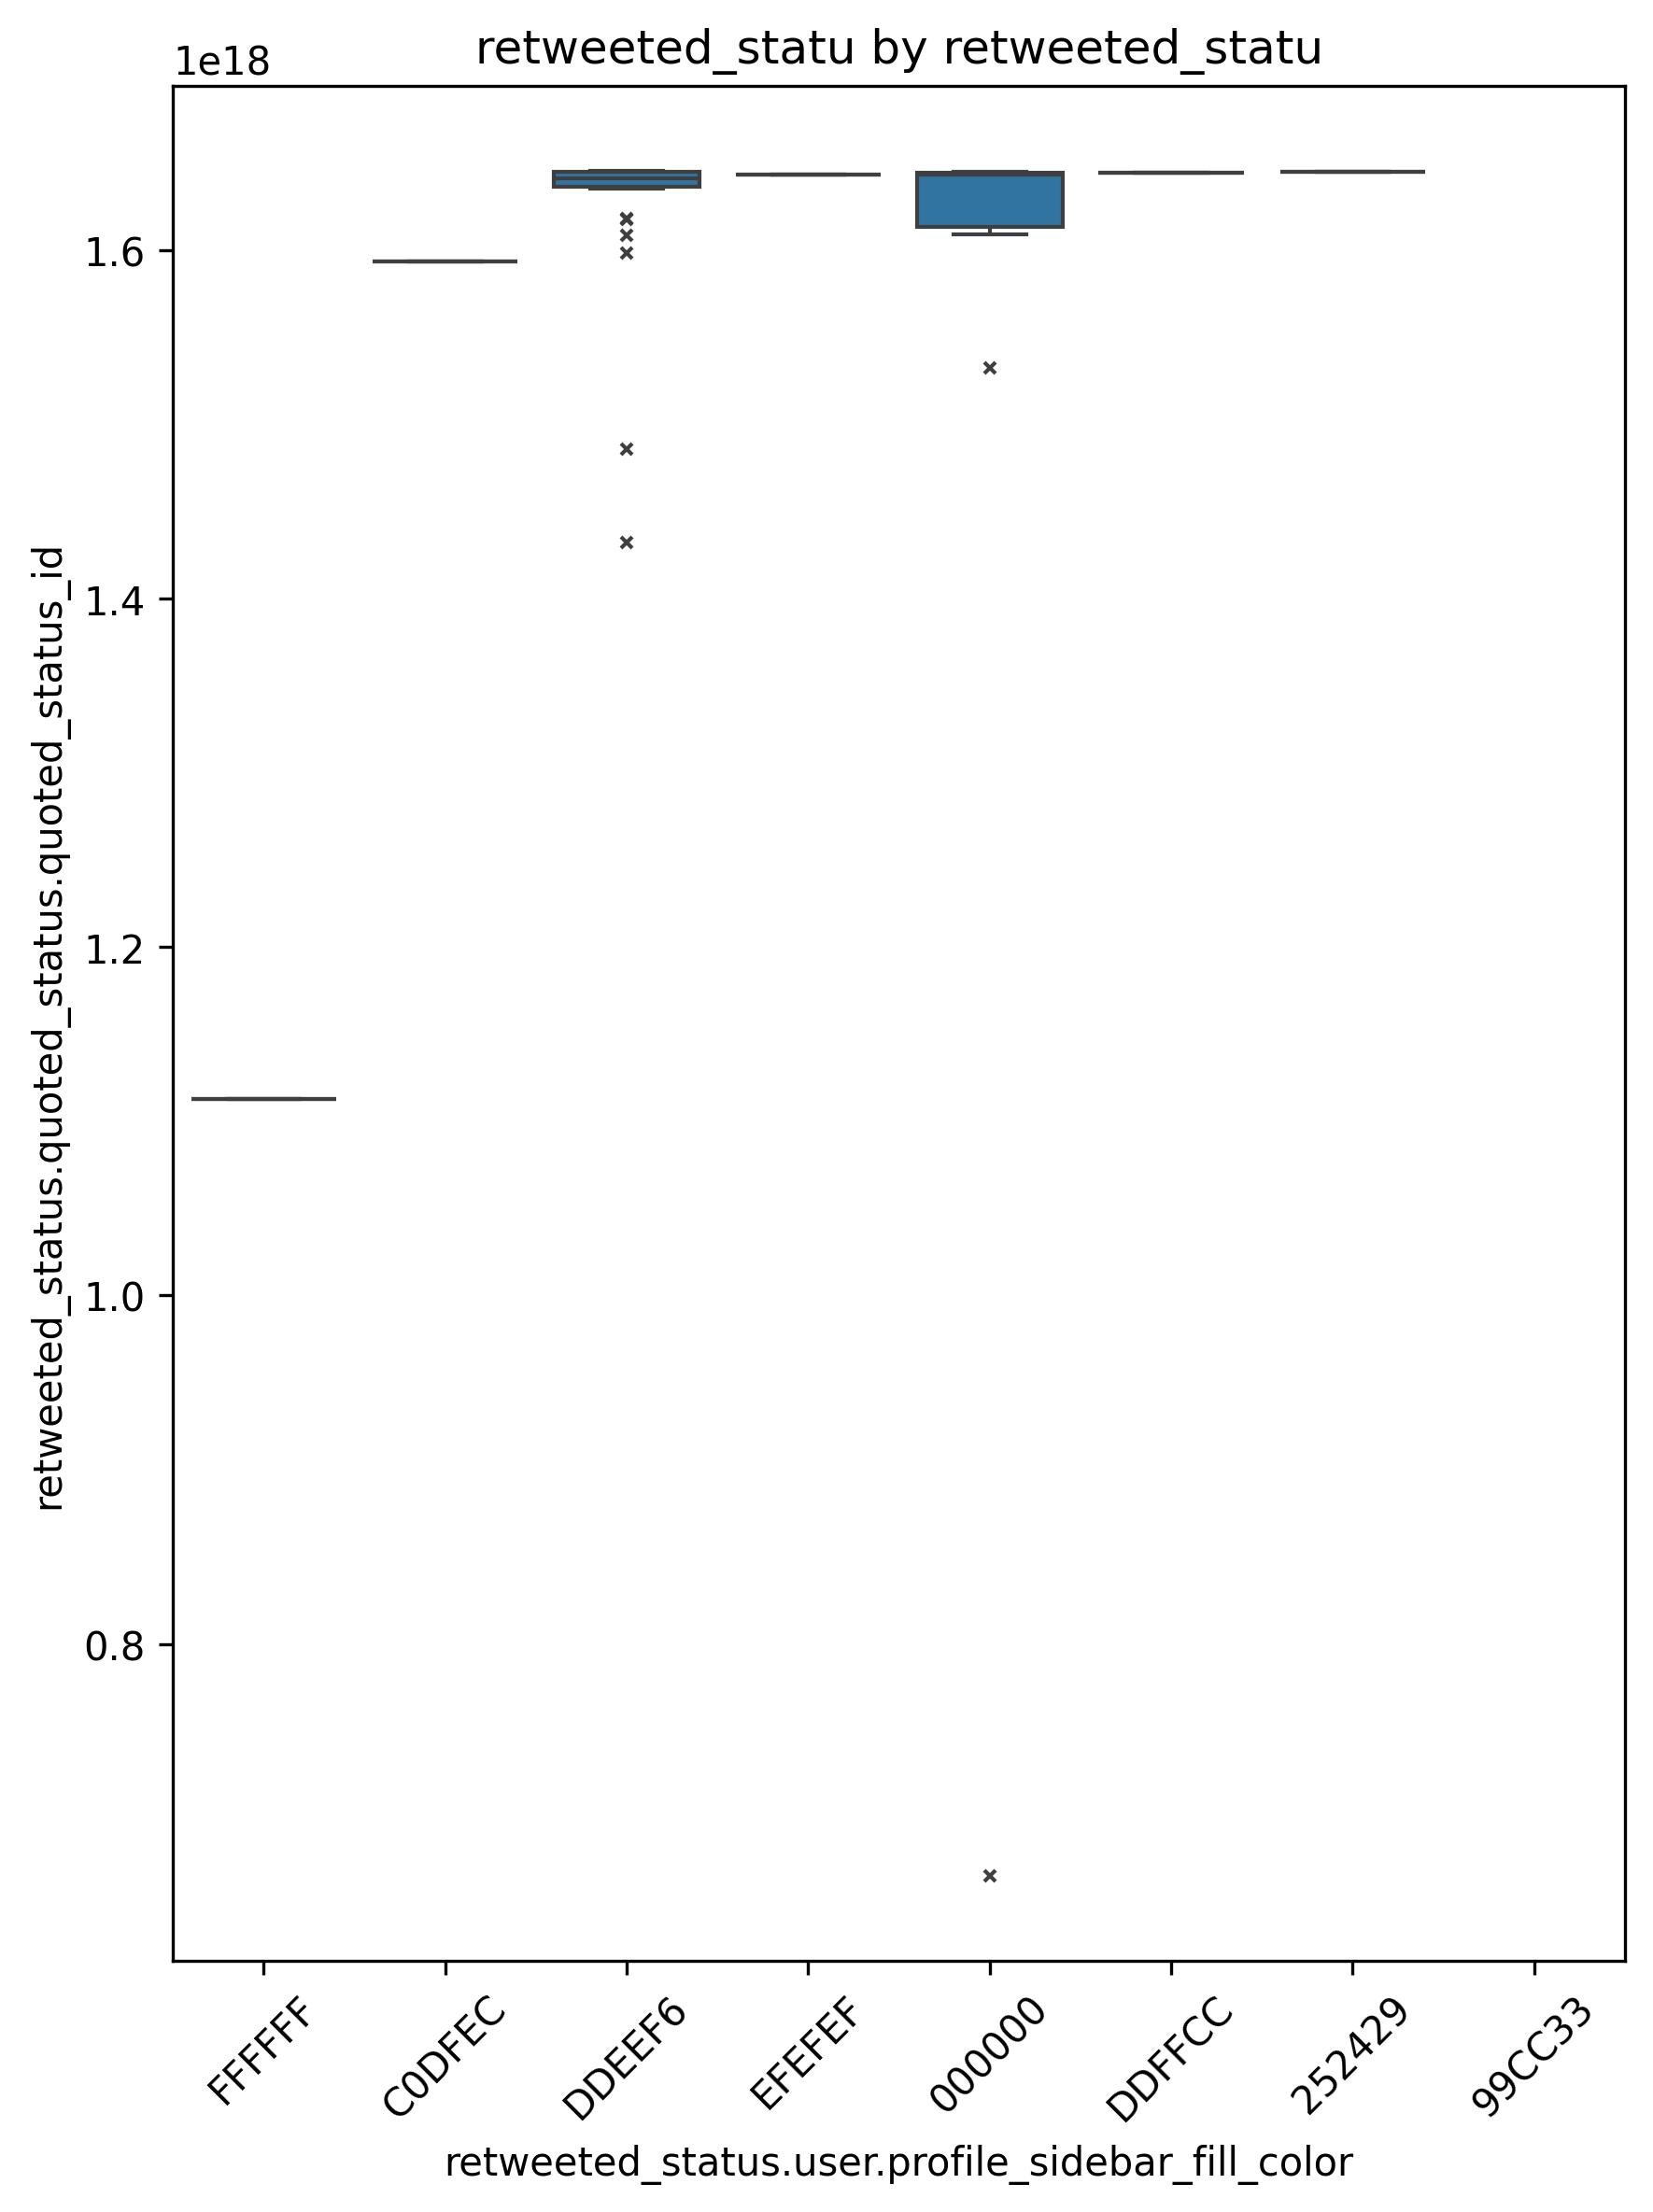 retweeted_statu by retweeted_statu
1e18
1.6
1.4
1.2
1.0
0.8
retweeted_status.quoted_status.quoted_status_id
FFFFFF
C0DFEC
DDEEF6
EFEFEF
000000
DDFFCC
252429
99CC33
retweeted_status.user.profile_sidebar_fill_color